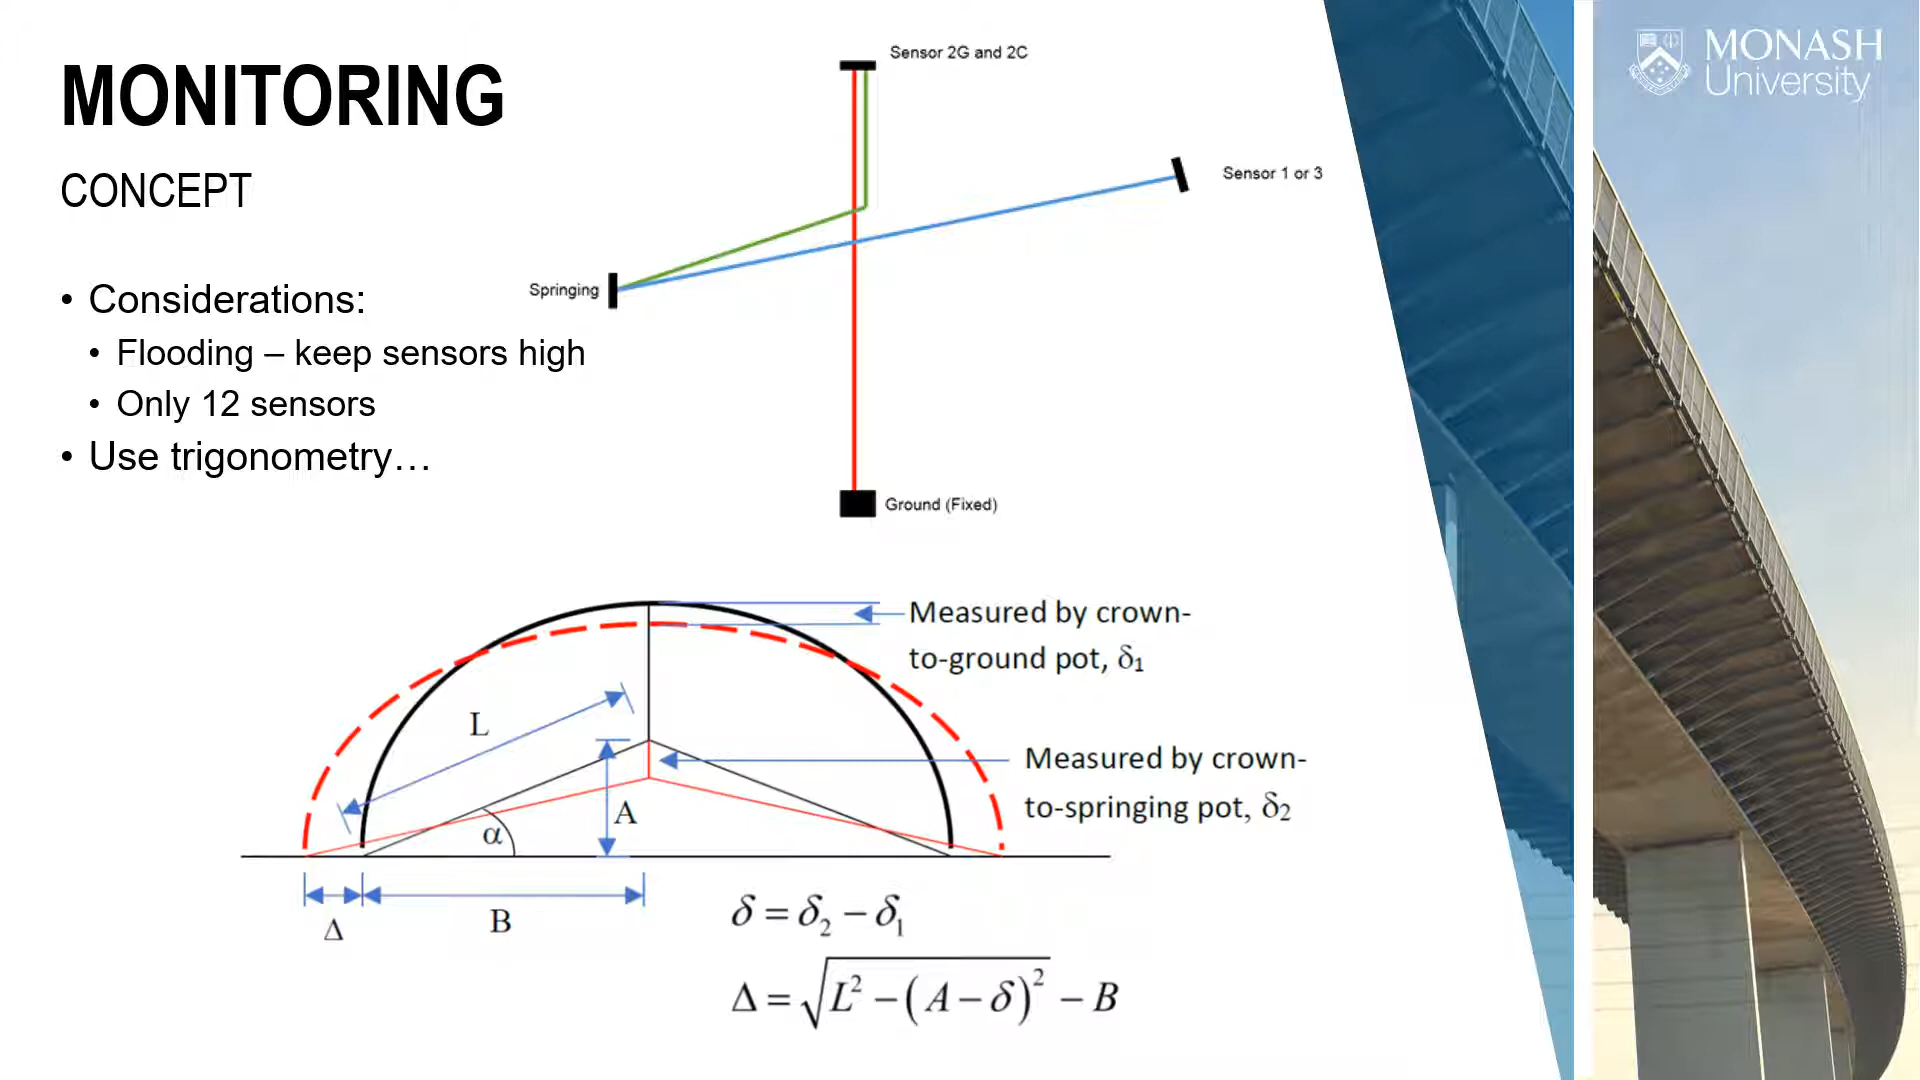 MONITORING
CONCEPT
• Considerations:
• Flooding – keep sensors high
• Only 12 sensors
• Use trigonometry…
Sensor 2G and 2C
Sensor 1 or 3
Springing
Ground (Fixed)
MONASH
University
Measured by crown-
to-ground pot, δ₁
Measured by crown-
to-springing pot, δ₂
L
A
α
Δ
B
δ = δ₂ − δ₁
Δ = √(L² − (A − δ)²) − B